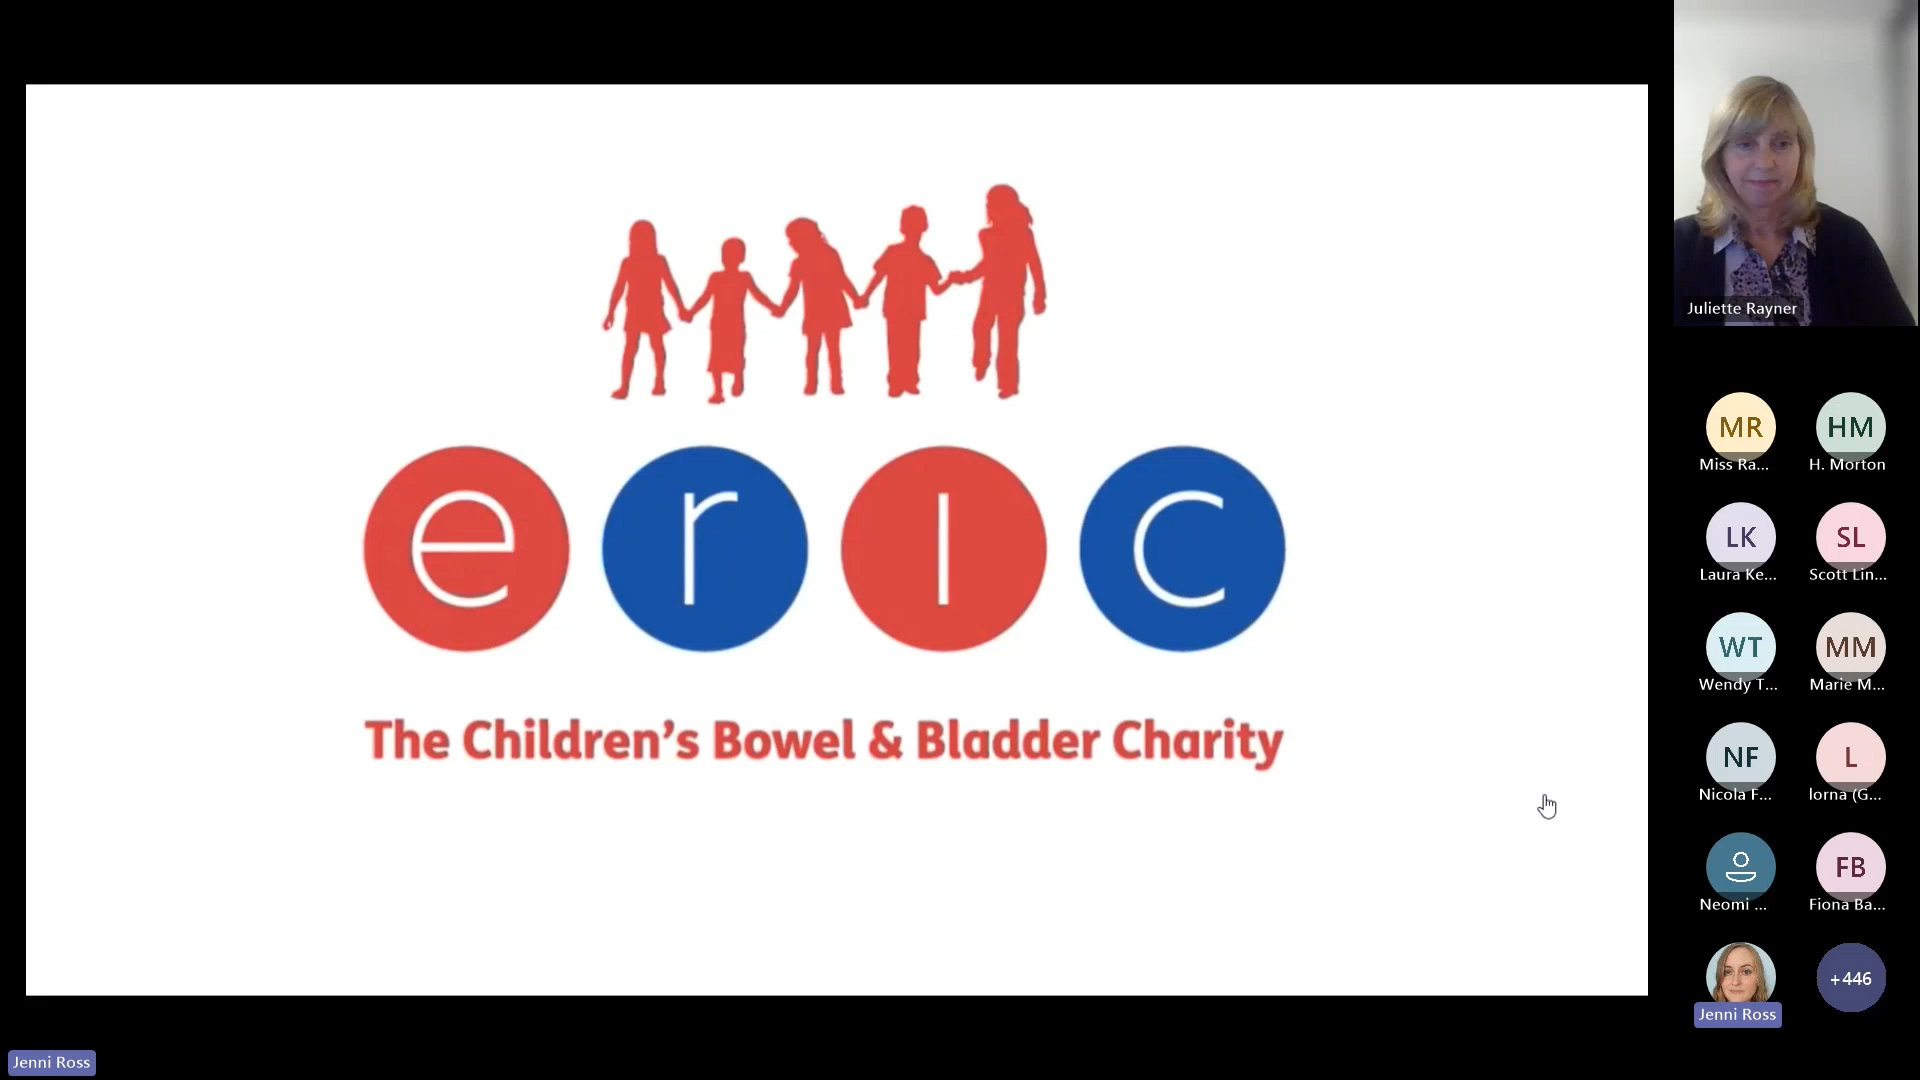 eric
The Children's Bowel & Bladder Charity
Juliette Rayner
MR
HM
Miss Ra...
H. Morton
LK
SL
Laura Ke...
Scott Lin...
WT
MM
Wendy T...
Marie M...
NF
L
Nicola F...
lorna (G...
FB
Neomi ...
Fiona Ba...
+446
Jenni Ross
Jenni Ross